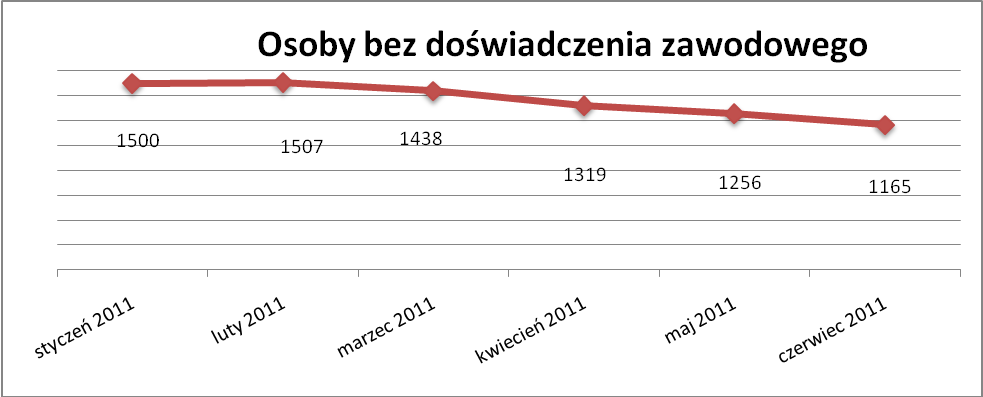 Osoby bez doświadczenia zawodowego
1500
1507
1438
1319
1256
1165
styczeń 2011
luty 2011
marzec 2011
kwiecień 2011
maj 2011
czerwiec 2011